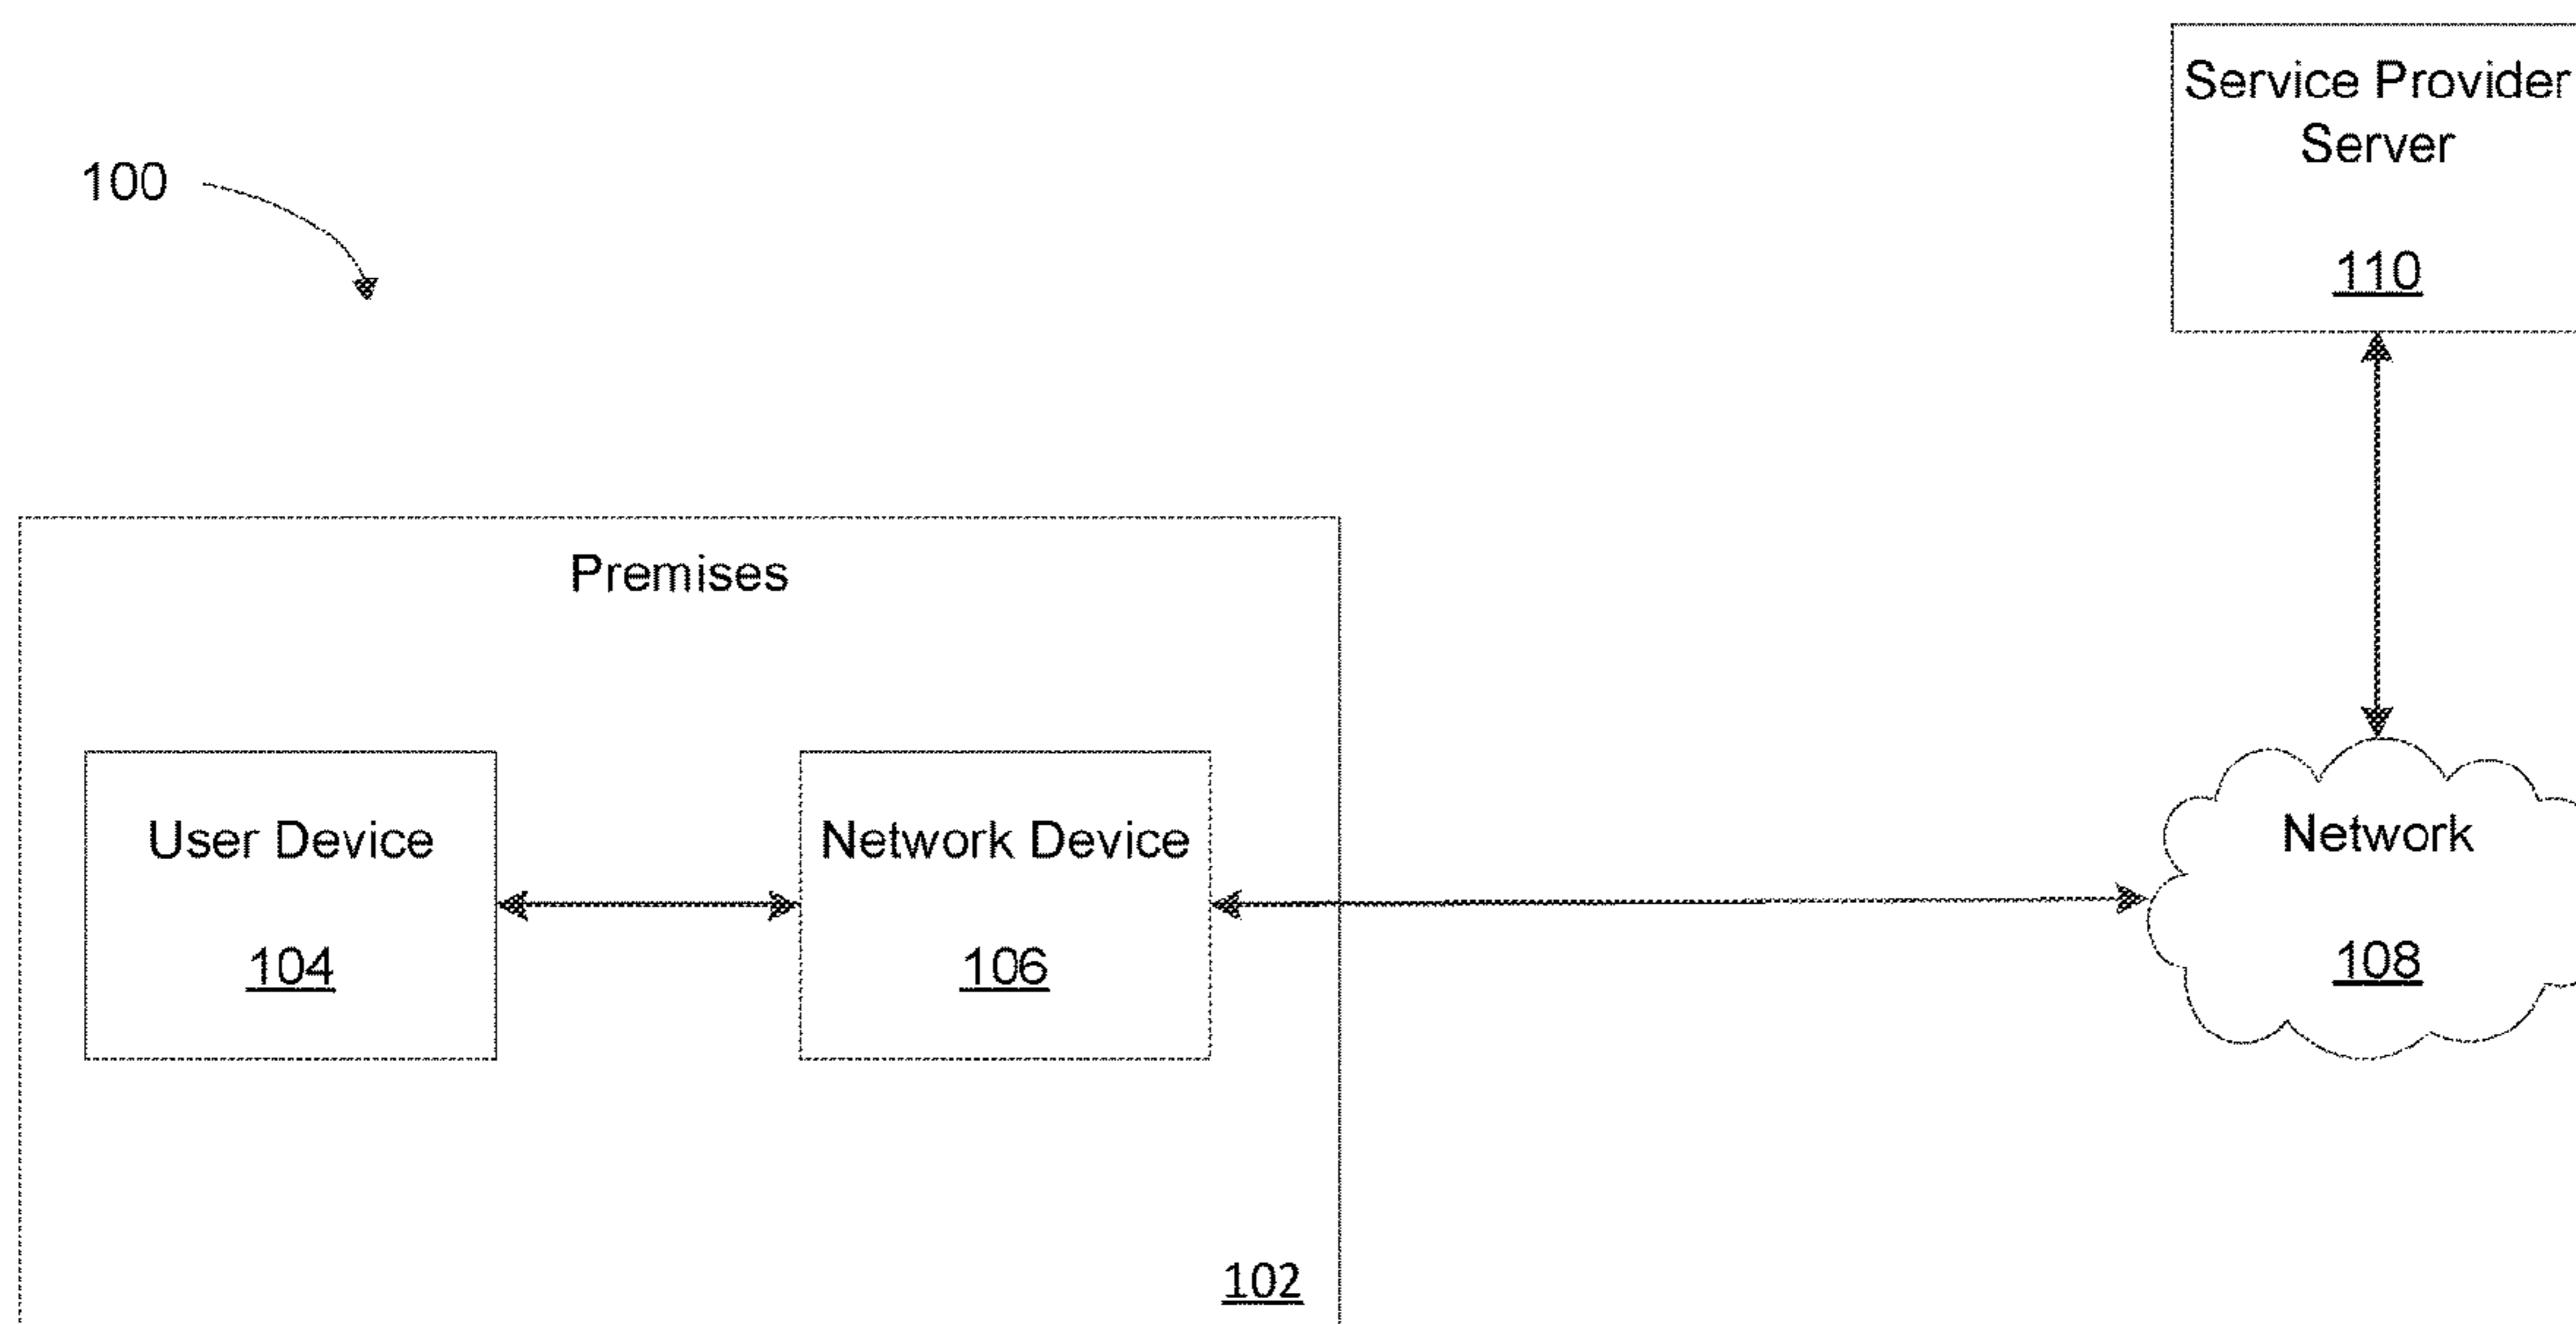 Service Provider
Server
110
100
Premises
User Device
104
Network Device
106
Network
108
102